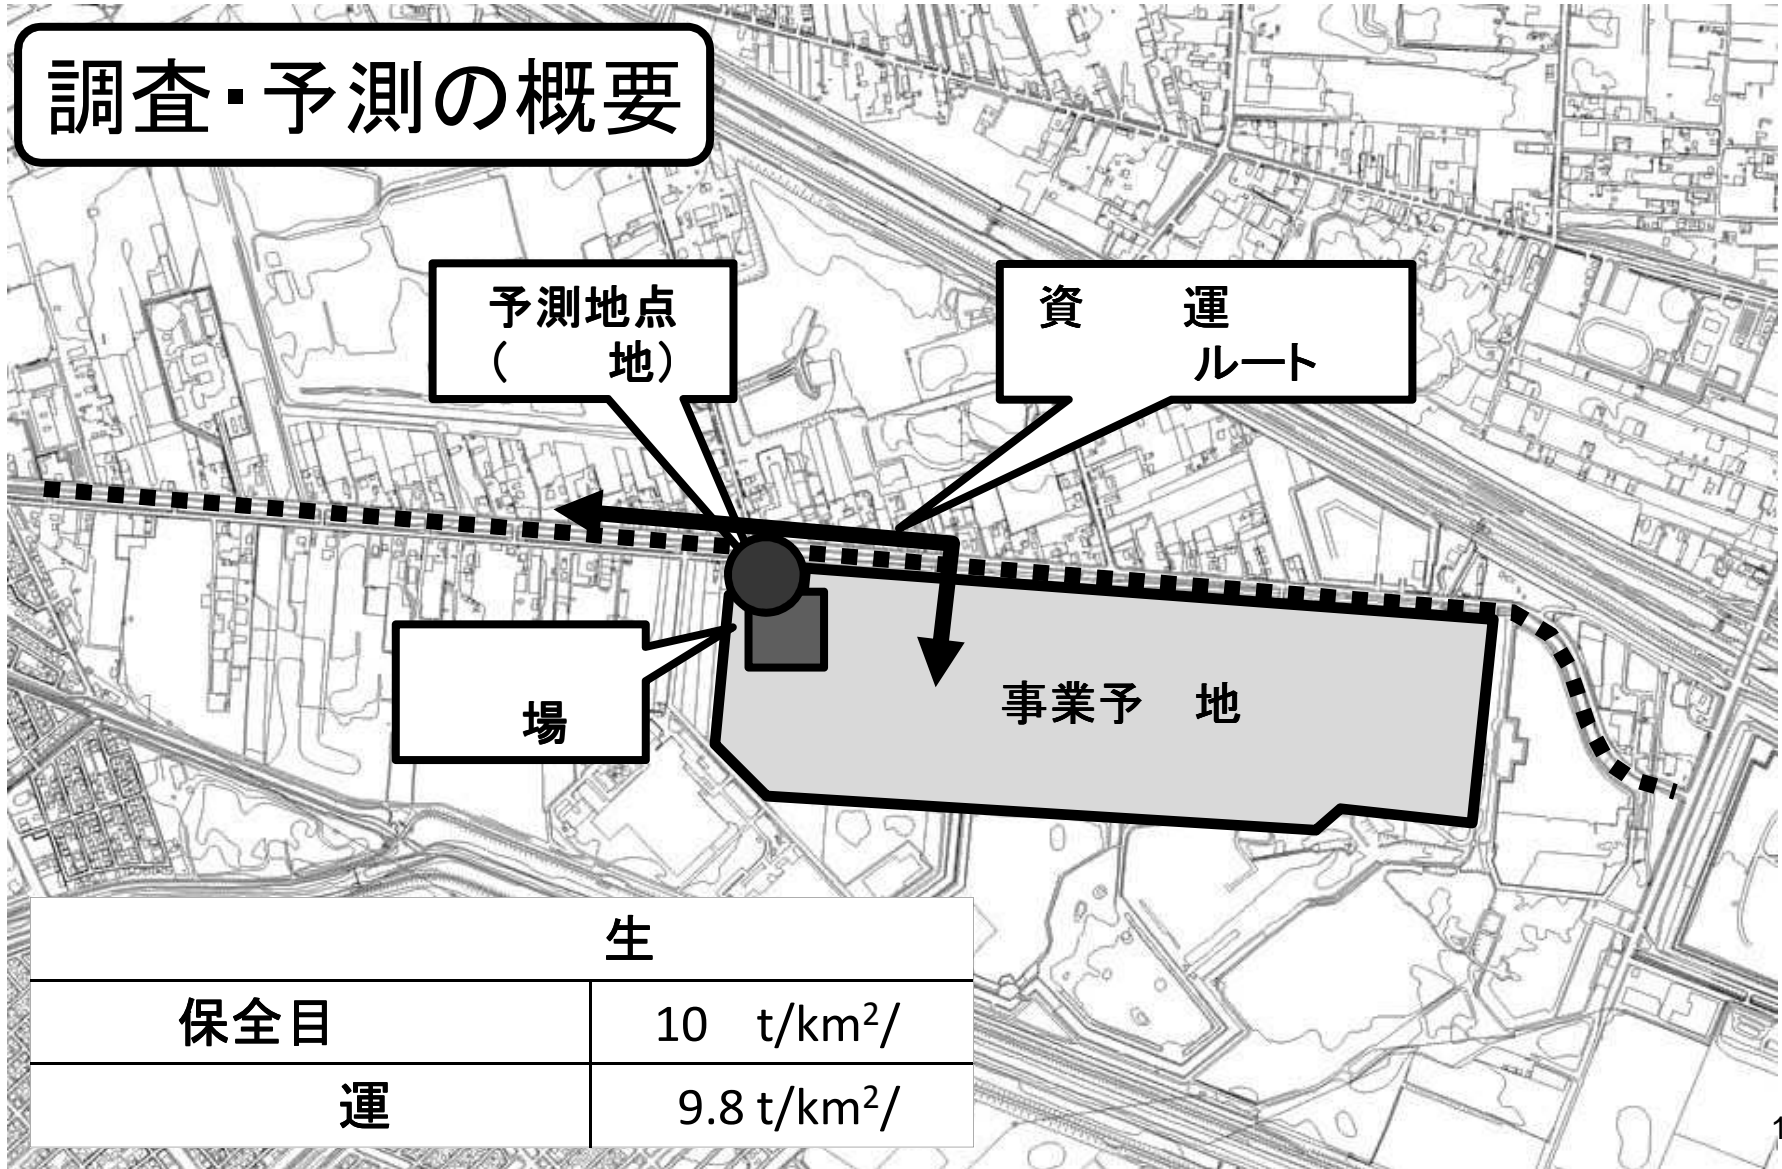 調査・予測の概要
予測地点
(　　地)
資　　運
ルート
場
事業予　地
生
保全目　10　t/km²/
運　9.8 t/km²/
1